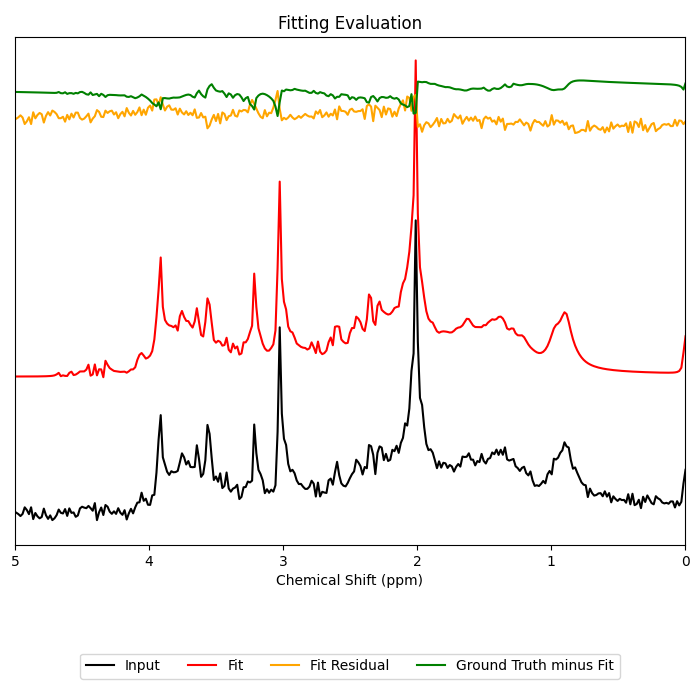 Fitting Evaluation
5 4 3 2 1 0
Chemical Shift (ppm)
Input Fit Fit Residual Ground Truth minus Fit